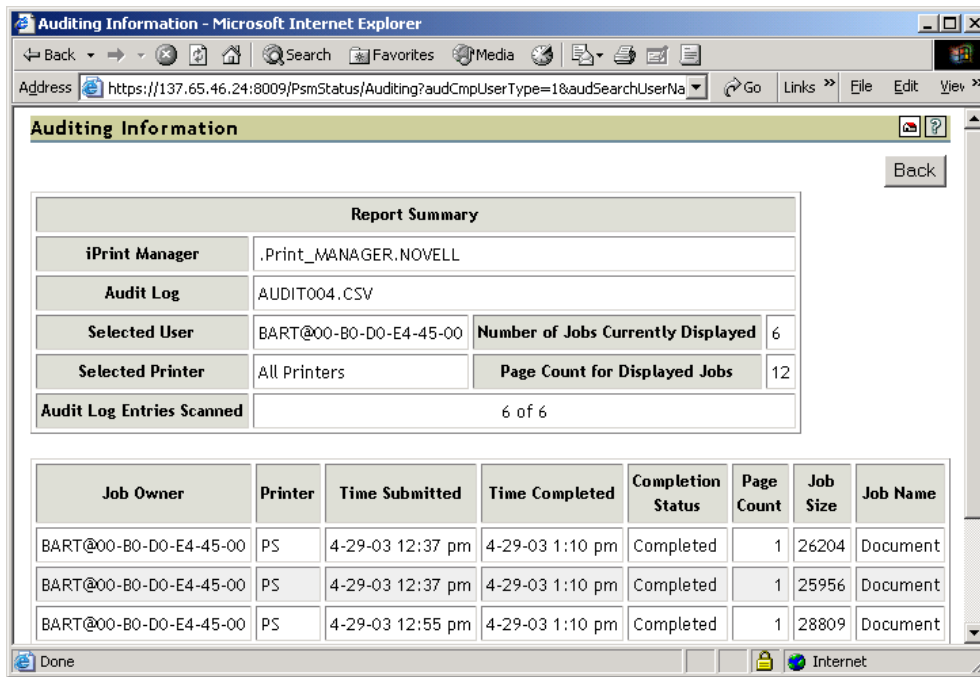 Auditing Information - Microsoft Internet Explorer
Back Search Favorites Media
Address https://137.65.46.24:8009/PsmStatus/Auditing?audCmpUserType=1&audSearchUserNa Go Links » File Edit View »
Auditing Information
Back
Report Summary
iPrint Manager .Print_MANAGER.NOVELL
Audit Log AUDIT004.CSV
Selected User BART@00-B0-D0-E4-45-00 Number of Jobs Currently Displayed 6
Selected Printer All Printers Page Count for Displayed Jobs 12
Audit Log Entries Scanned 6 of 6
Job Owner Printer Time Submitted Time Completed Completion Status Page Count Job Size Job Name
BART@00-B0-D0-E4-45-00 PS 4-29-03 12:37 pm 4-29-03 1:10 pm Completed 1 26204 Document
BART@00-B0-D0-E4-45-00 PS 4-29-03 12:37 pm 4-29-03 1:10 pm Completed 1 25956 Document
BART@00-B0-D0-E4-45-00 PS 4-29-03 12:55 pm 4-29-03 1:10 pm Completed 1 28809 Document
Done Internet